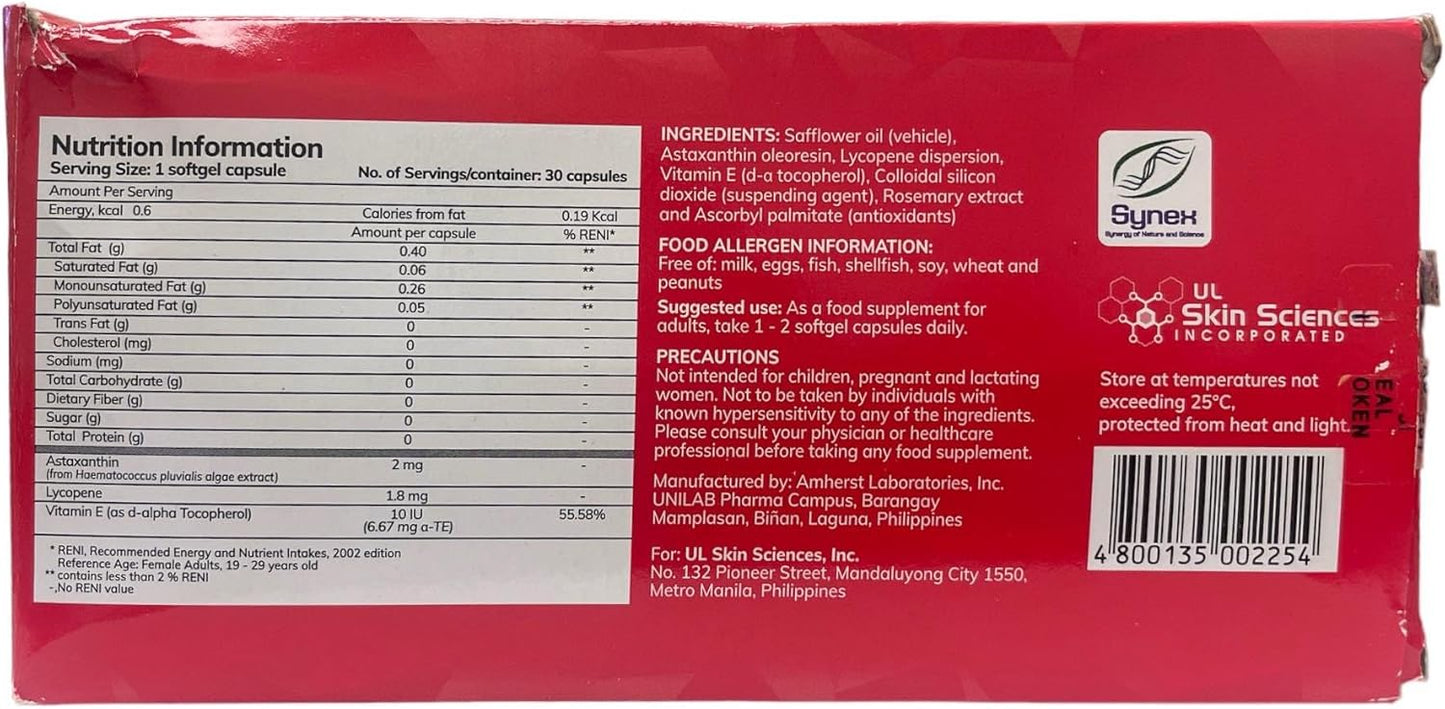 Nutrition Information
Serving Size: 1 softgel capsule No. of Servings/container: 30 capsules
Amount Per Serving
Energy, kcal 0.6 Calories from fat 0.19 Kcal
Amount per capsule % RENI*
Total Fat (g) 0.40 **
Saturated Fat (g) 0.06 **
Monounsaturated Fat (g) 0.26 **
Polyunsaturated Fat (g) 0.05 **
Trans Fat (g) 0 -
Cholesterol (mg) 0 -
Sodium (mg) 0 -
Total Carbohydrate (g) 0 -
Dietary Fiber (g) 0 -
Sugar (g) 0 -
Total Protein (g) 0 -
Astaxanthin 2 mg -
(from Haematococcus pluvialis algae extract)
Lycopene 1.8 mg -
Vitamin E (as d-alpha Tocopherol) 10 IU 55.58%
(6.67 mg α-TE)
* RENI, Recommended Energy and Nutrient Intakes, 2002 edition
Reference Age: Female Adults, 19 - 29 years old
** contains less than 2 % RENI
-,No RENI value
INGREDIENTS: Safflower oil (vehicle),
Astaxanthin oleoresin, Lycopene dispersion,
Vitamin E (d-α tocopherol), Colloidal silicon
dioxide (suspending agent), Rosemary extract
and Ascorbyl palmitate (antioxidants)
FOOD ALLERGEN INFORMATION:
Free of: milk, eggs, fish, shellfish, soy, wheat and
peanuts
Suggested use: As a food supplement for
adults, take 1 - 2 softgel capsules daily.
PRECAUTIONS
Not intended for children, pregnant and lactating
women. Not to be taken by individuals with
known hypersensitivity to any of the ingredients.
Please consult your physician or healthcare
professional before taking any food supplement.
Manufactured by: Amherst Laboratories, Inc.
UNILAB Pharma Campus, Barangay
Mamplasan, Biñan, Laguna, Philippines
For: UL Skin Sciences, Inc.
No. 132 Pioneer Street, Mandaluyong City 1550,
Metro Manila, Philippines
Synex
Synergy of Nature and Science
UL
Skin Sciences
INCORPORATED
Store at temperatures not
exceeding 25°C,
protected from heat and light.
EAL
OKEN
4 800135 002254